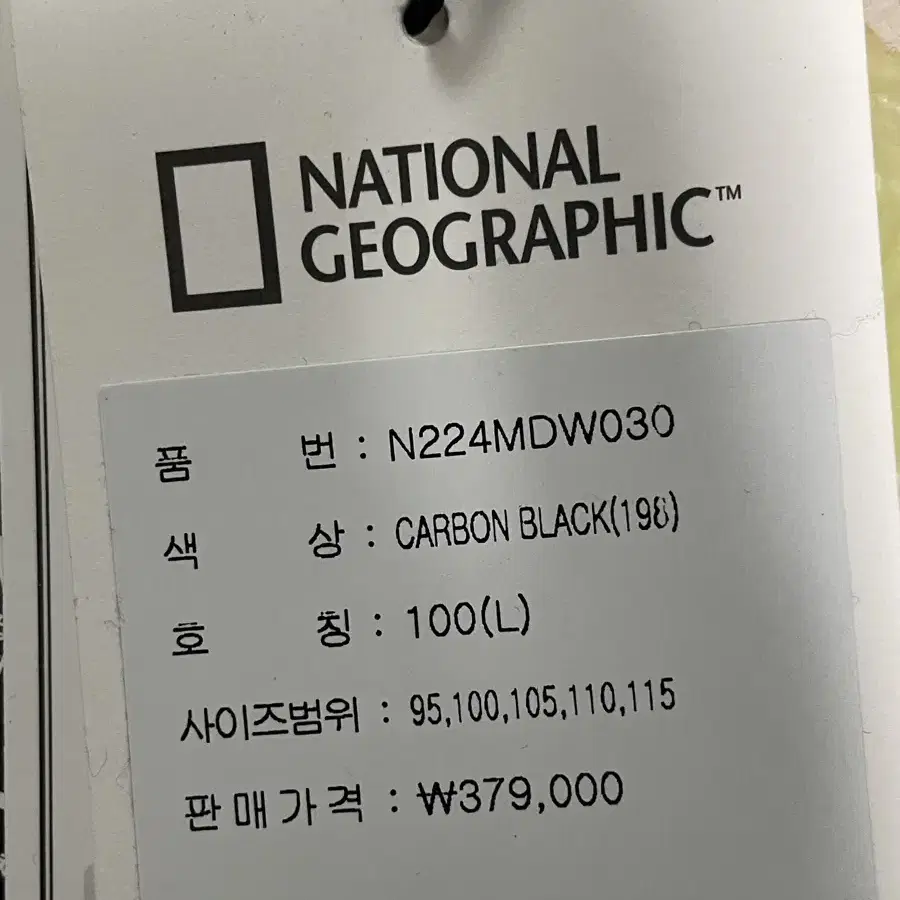 NATIONAL
GEOGRAPHIC™
품 번 : N224MDW030
색 상 : CARBON BLACK(198)
호 칭 : 100(L)
사이즈범위 : 95,100,105,110,115
판매가격 : ₩379,000